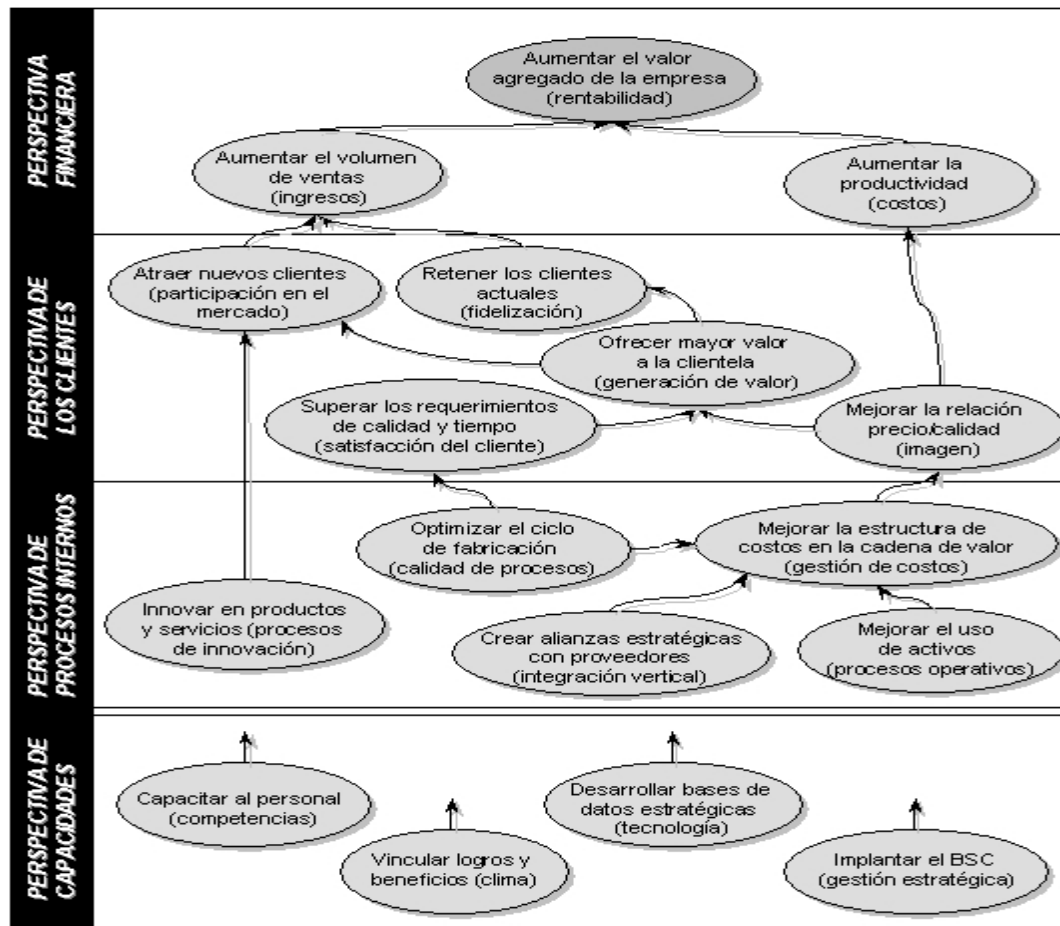 PERSPECTIVA
FINANCIERA
Aumentar el valor
agregado de la empresa
(rentabilidad)
Aumentar el volumen
de ventas
(ingresos)
Aumentar la
productividad
(costos)
PERSPECTIVA DE
LOS CLIENTES
Atraer nuevos clientes
(participación en el
mercado)
Retener los clientes
actuales
(fidelización)
Ofrecer mayor valor
a la clientela
(generación de valor)
Superar los requerimientos
de calidad y tiempo
(satisfacción del cliente)
Mejorar la relación
precio/calidad
(imagen)
PERSPECTIVA DE
PROCESOS INTERNOS
Optimizar el ciclo
de fabricación
(calidad de procesos)
Mejorar la estructura de
costos en la cadena de valor
(gestión de costos)
Innovar en productos
y servicios (procesos
de innovación)
Crear alianzas estratégicas
con proveedores
(integración vertical)
Mejorar el uso
de activos
(procesos operativos)
PERSPECTIVA DE
CAPACIDADES
Capacitar al personal
(competencias)
Vincular logros y
beneficios (clima)
Desarrollar bases de
datos estratégicas
(tecnología)
Implantar el BSC
(gestión estratégica)